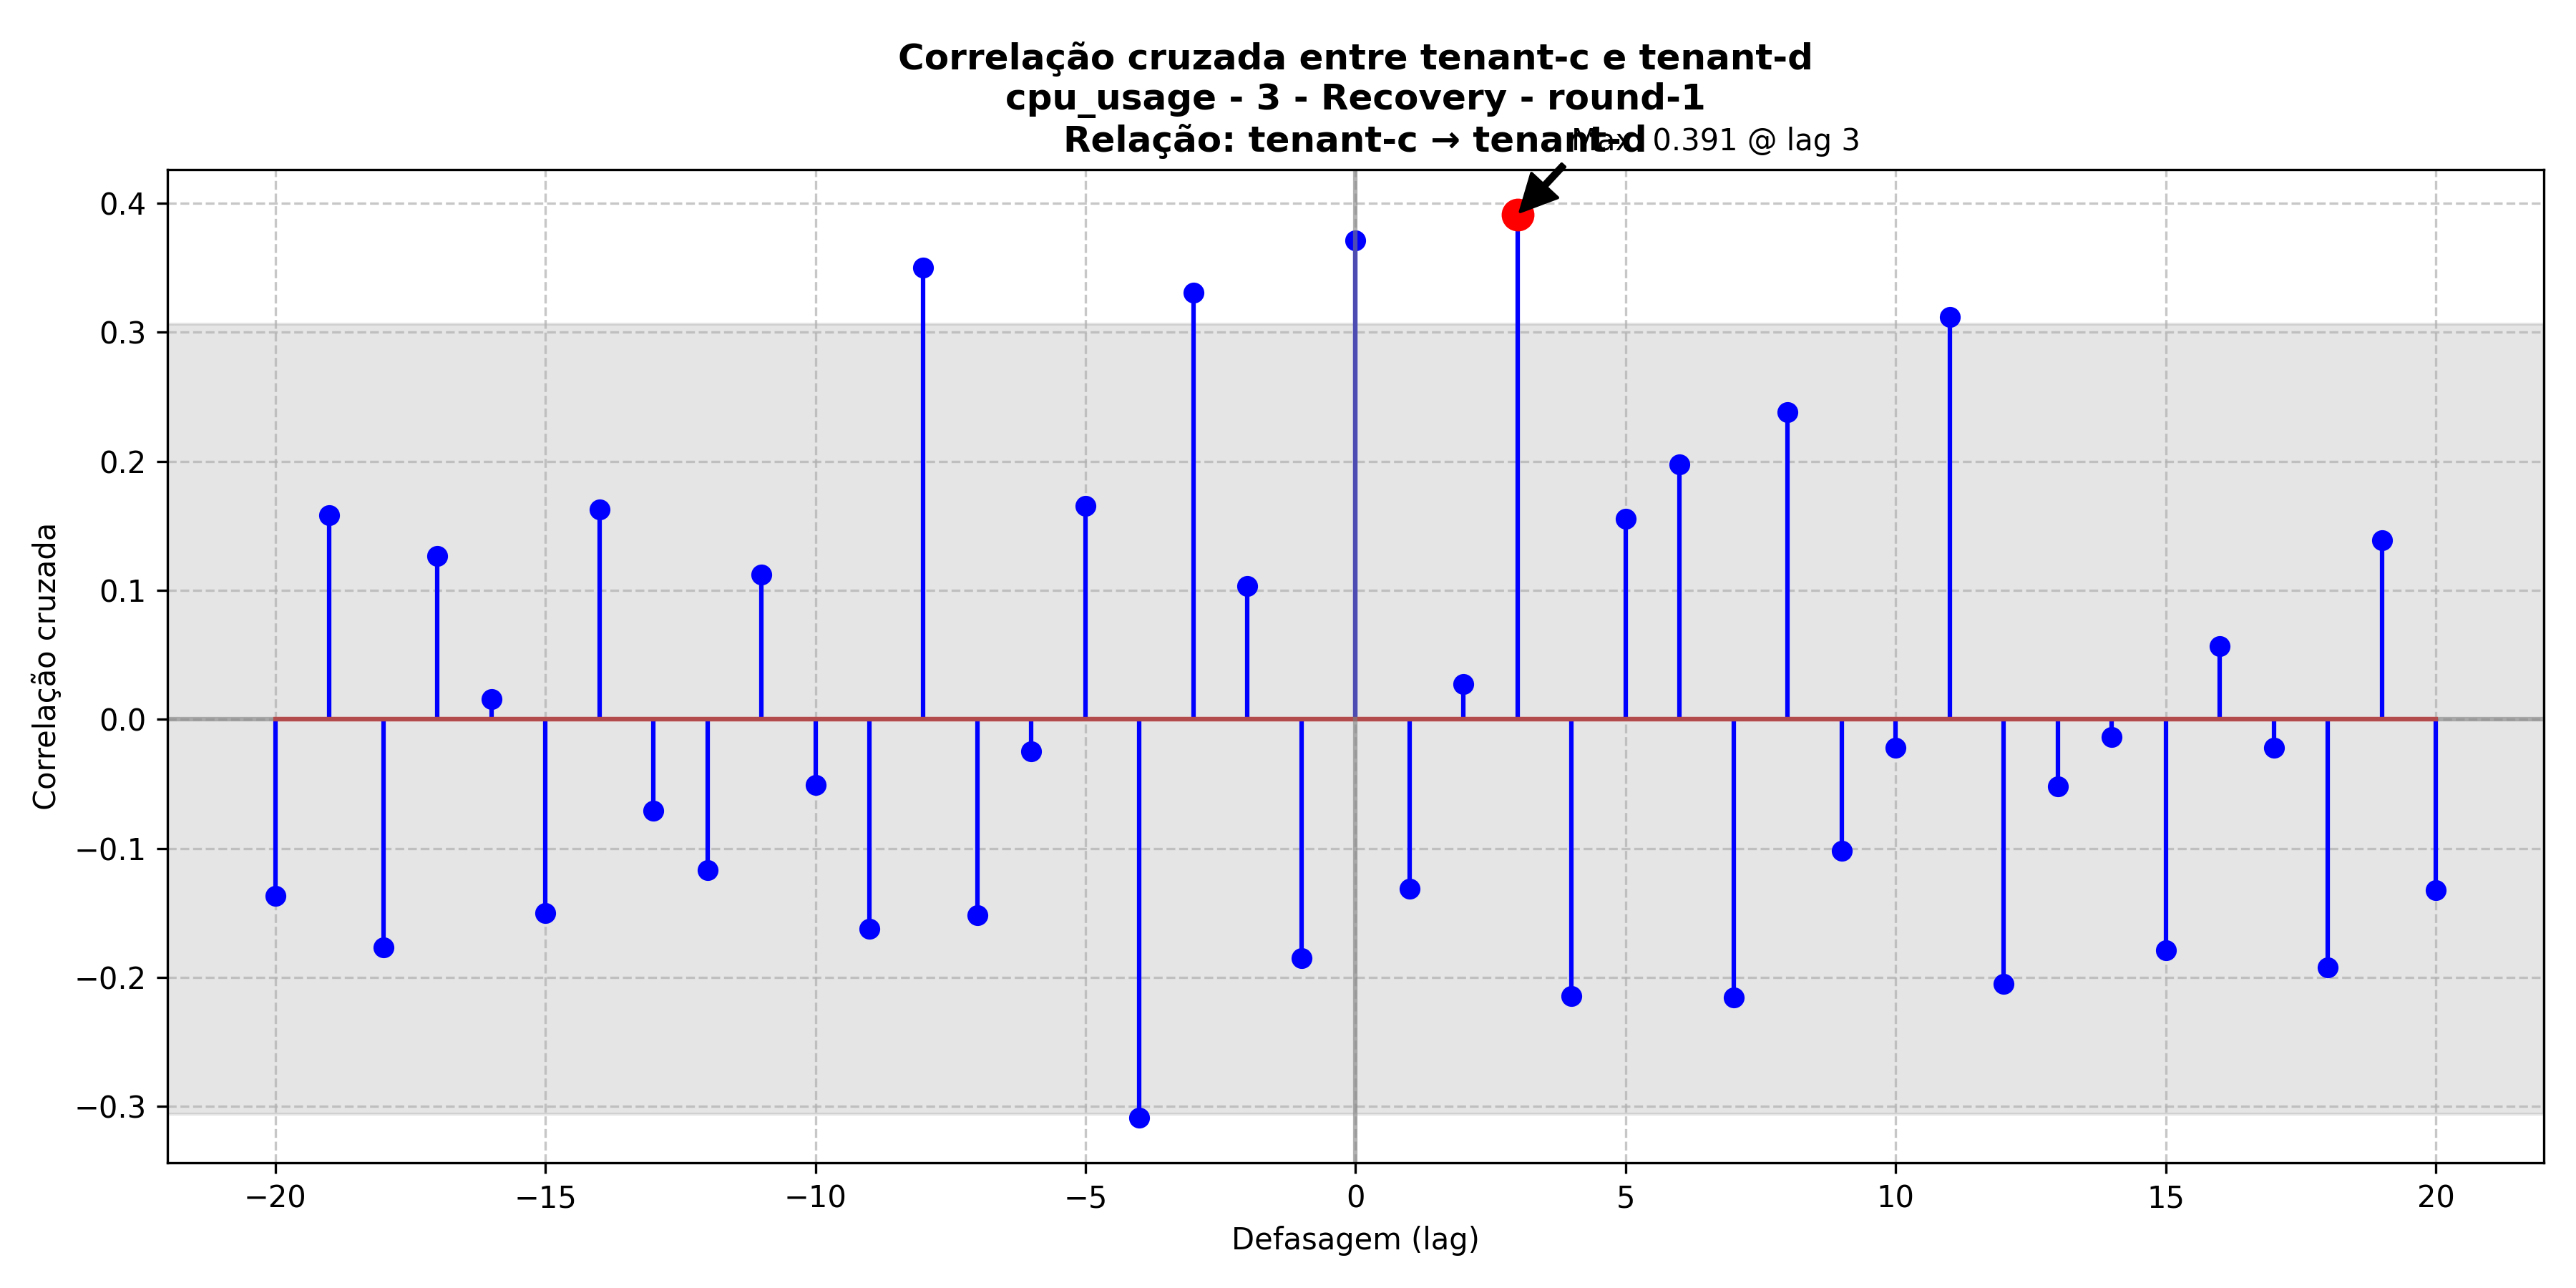 Correlação cruzada entre tenant-c e tenant-d
cpu_usage - 3 - Recovery - round-1
Relação: tenant-c → tenant-d
0.391 @ lag 3
0.4
0.3
0.2
0.1
0.0
−0.1
−0.2
−0.3
Correlação cruzada
−20
−15
−10
−5
0
5
10
15
20
Defasagem (lag)